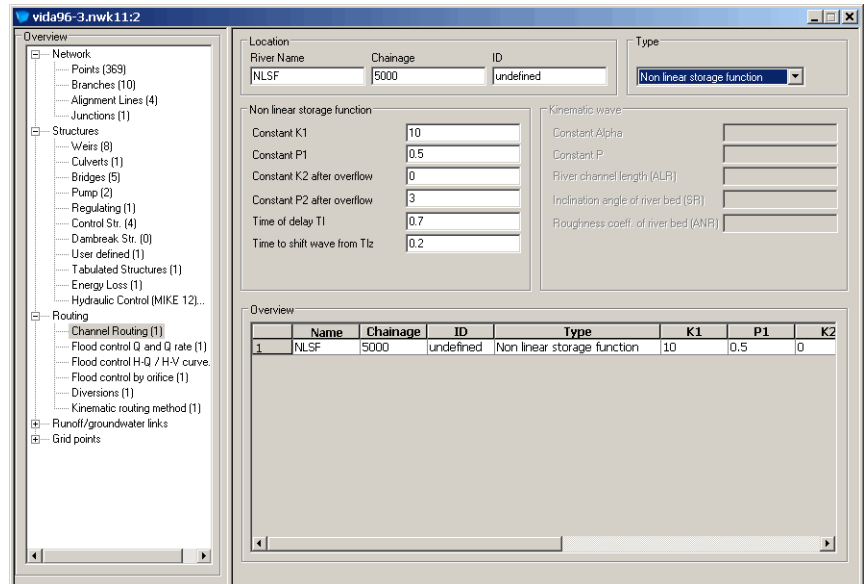 vida96-3.nwk11:2
Overview
Network
Points (369)
Branches (10)
Alignment Lines (4)
Junctions (1)
Structures
Weirs (8)
Culverts (1)
Bridges (5)
Pump (2)
Regulating (1)
Control Str. (4)
Dambreak Str. (0)
User defined (1)
Tabulated Structures (1)
Energy Loss (1)
Hydraulic Control (MIKE 12)...
Routing
Channel Routing (1)
Flood control Q and Q rate (1)
Flood control H-Q / H-V curve.
Flood control by orifice (1)
Diversions (1)
Kinematic routing method (1)
Runoff/groundwater links
Grid points
Location
River Name Chainage ID
NLSF 5000 undefined
Type
Non linear storage function
Non linear storage function
Constant K1 10
Constant P1 0.5
Constant K2 after overflow 0
Constant P2 after overflow 3
Time of delay Tl 0.7
Time to shift wave from Tlz 0.2
Kinematic wave
Constant Alpha
Constant P
River channel length (ALR)
Inclination angle of river bed (SR)
Roughness coeff. of river bed (ANR)
Overview
Name Chainage ID Type K1 P1 K2
1 NLSF 5000 undefined Non linear storage function 10 0.5 0